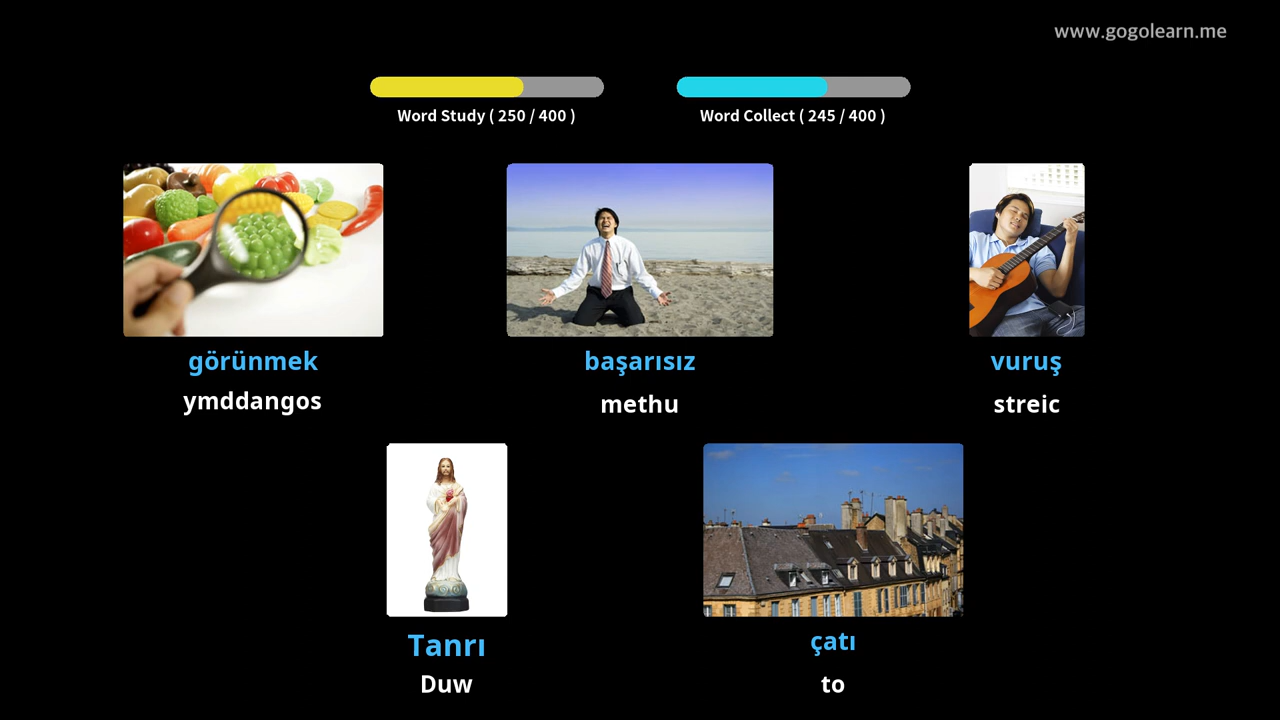 www.gogolearn.me
Word Study ( 250 / 400 )
Word Collect ( 245 / 400 )
görünmek
ymddangos
başarısız
methu
vuruş
streic
Tanrı
Duw
çatı
to